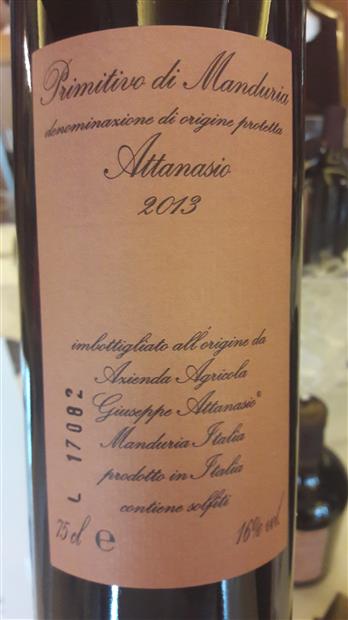 Primitivo di Manduria
denominazione di origine protetta
Attanasio
2013
imbottigliato all'origine da
Azienda Agricola
Giuseppe Attanasio®
Manduria Italia
prodotto in Italia
contiene solfiti
75 cl e
16% vol.
L 17082